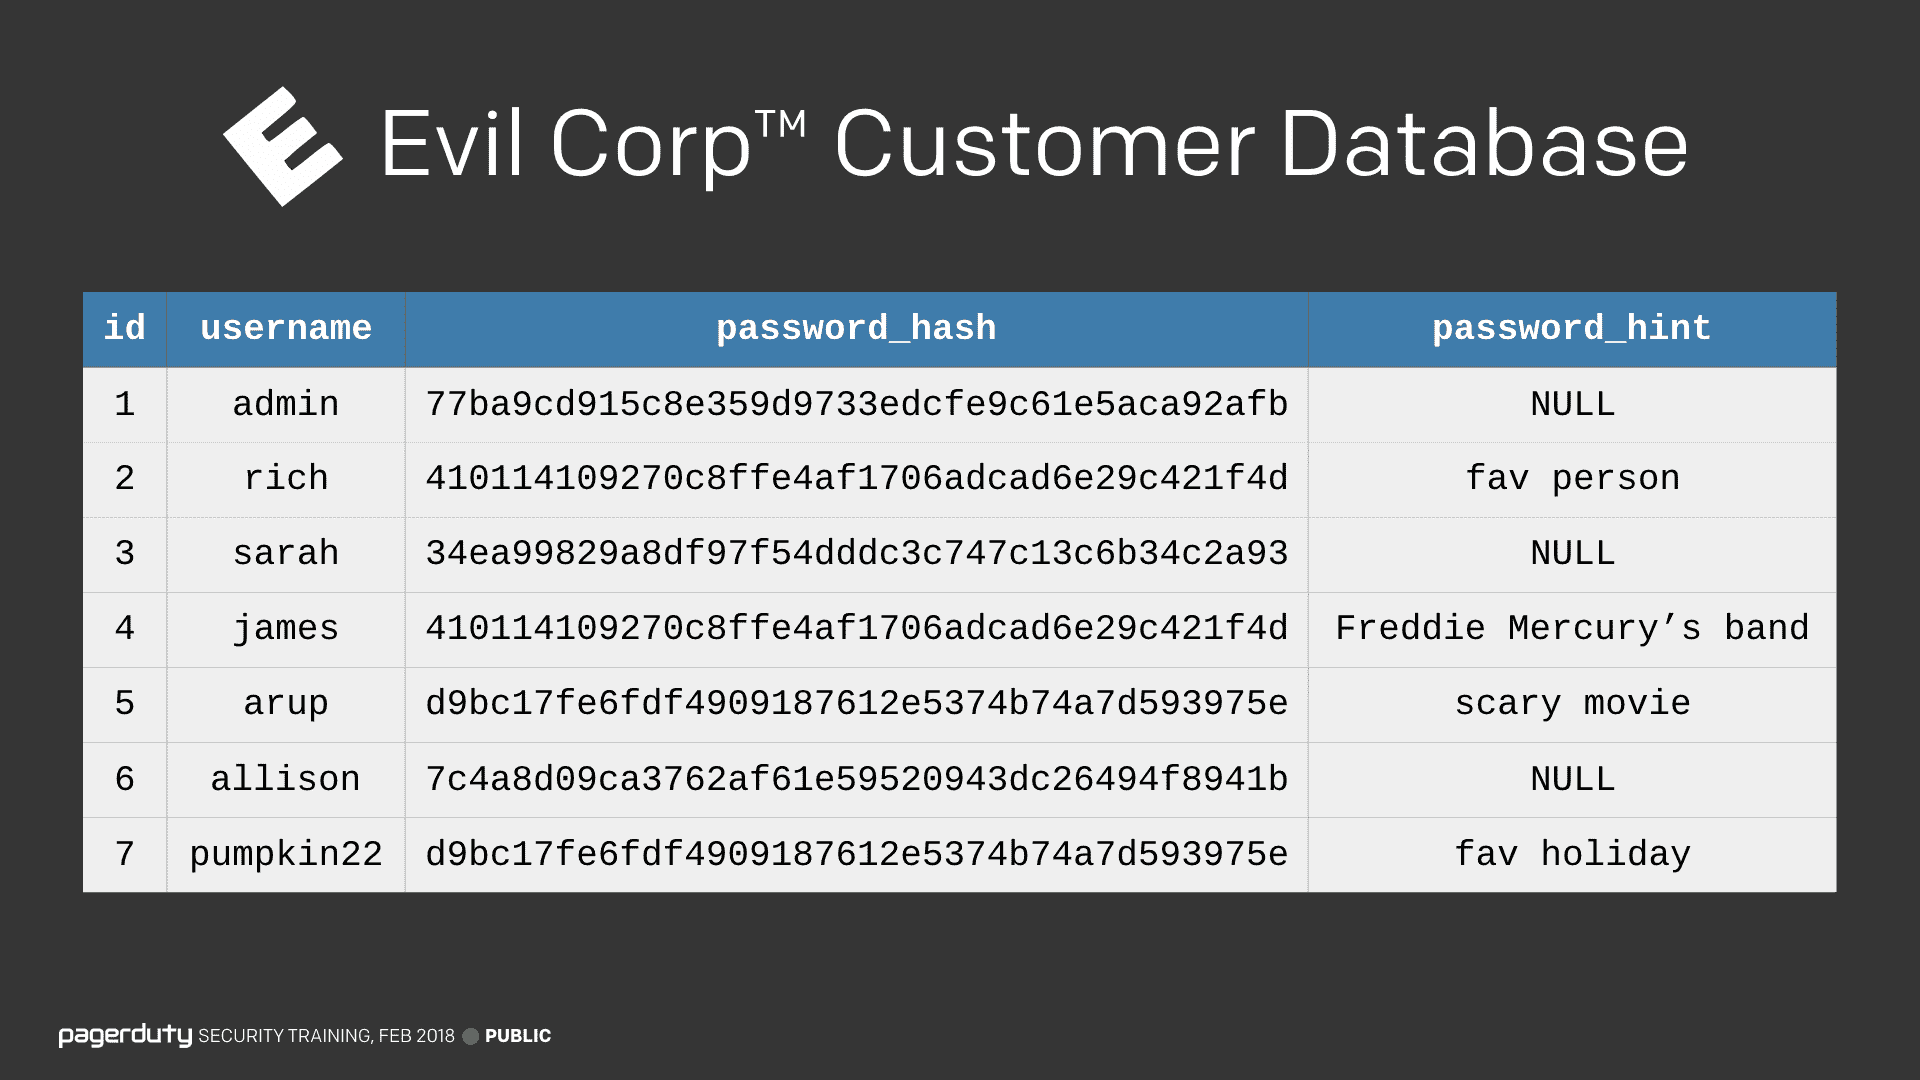 E Evil Corp™ Customer Database
id username password_hash password_hint
1 admin 77ba9cd915c8e359d9733edcfe9c61e5aca92afb NULL
2 rich 410114109270c8ffe4af1706adcad6e29c421f4d fav person
3 sarah 34ea99829a8df97f54dddc3c747c13c6b34c2a93 NULL
4 james 410114109270c8ffe4af1706adcad6e29c421f4d Freddie Mercury’s band
5 arup d9bc17fe6fdf4909187612e5374b74a7d593975e scary movie
6 allison 7c4a8d09ca3762af61e59520943dc26494f8941b NULL
7 pumpkin22 d9bc17fe6fdf4909187612e5374b74a7d593975e fav holiday
pagerduty SECURITY TRAINING, FEB 2018 PUBLIC